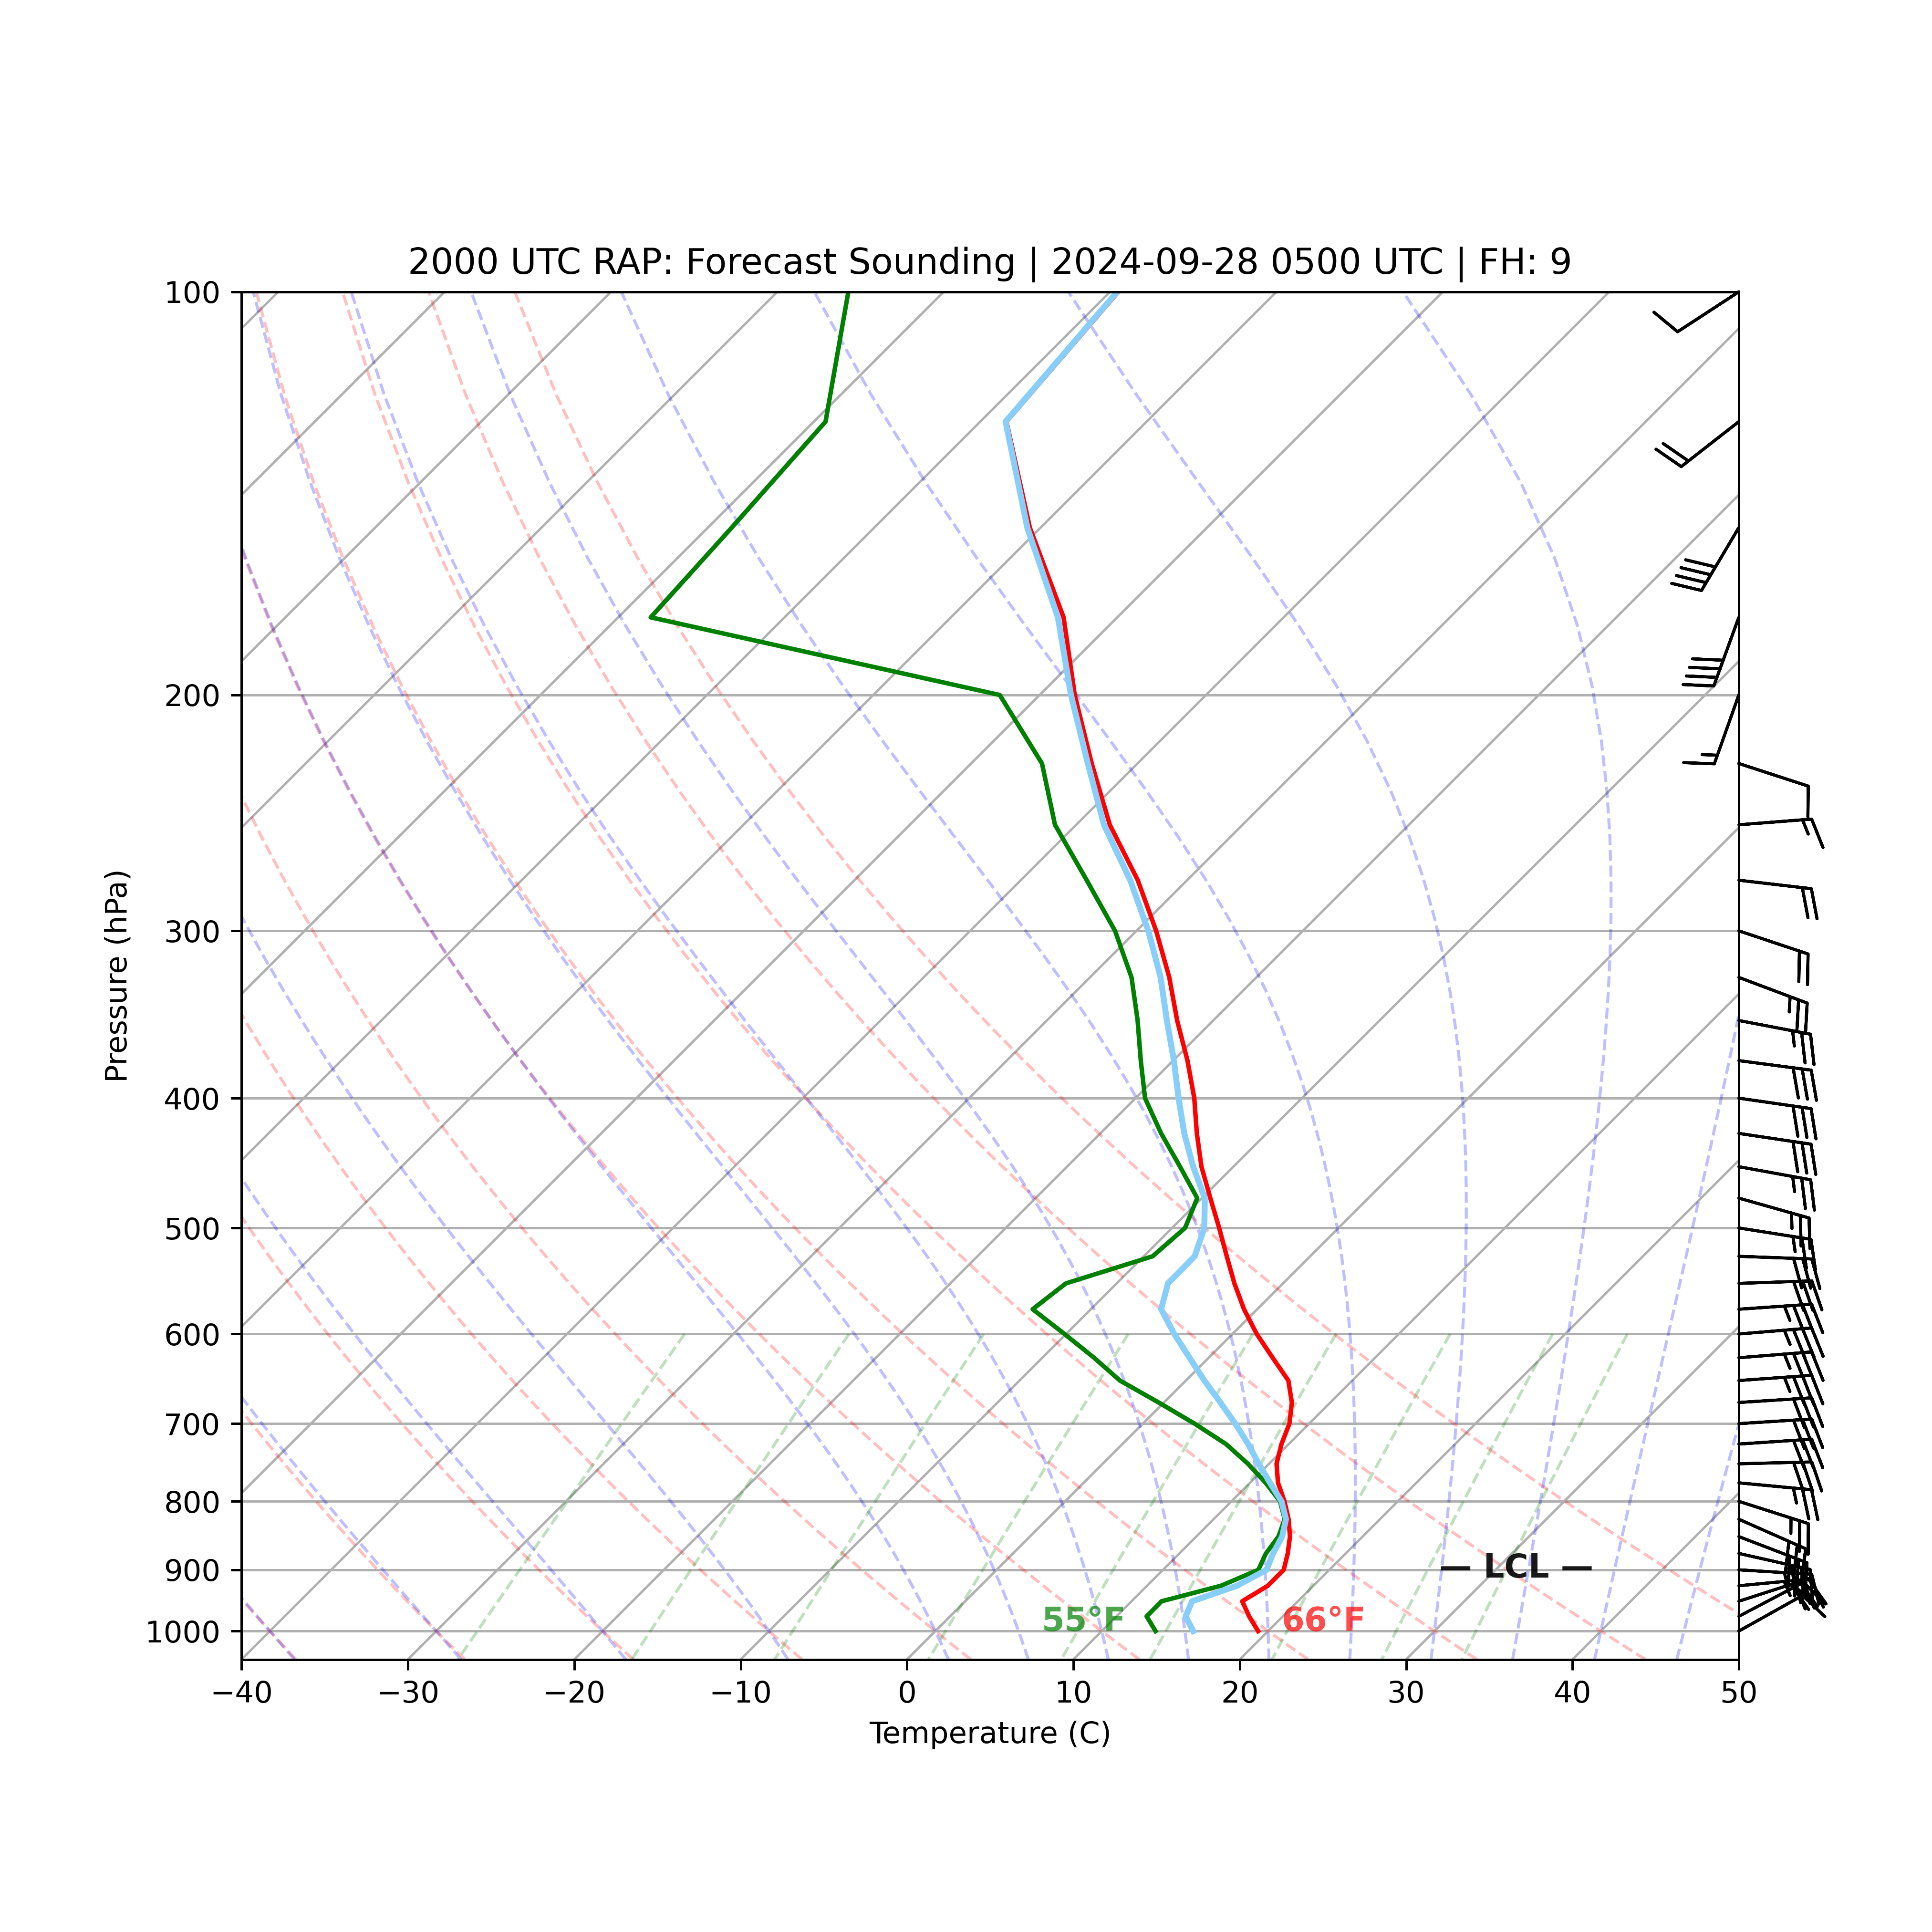 2000 UTC RAP: Forecast Sounding | 2024-09-28 0500 UTC | FH: 9
100
200
300
400
500
600
700
800
900
1000
Pressure (hPa)
— LCL —
55°F
66°F
−40 −30 −20 −10 0 10 20 30 40 50
Temperature (C)